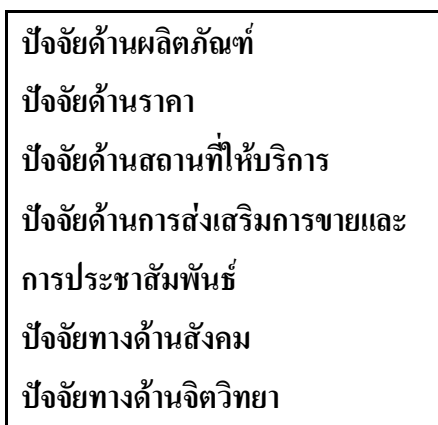 ปัจจัยด้านผลิตภัณฑ์
ปัจจัยด้านราคา
ปัจจัยด้านสถานที่ให้บริการ
ปัจจัยด้านการส่งเสริมการขายและ
การประชาสัมพันธ์
ปัจจัยทางด้านสังคม
ปัจจัยทางด้านจิตวิทยา